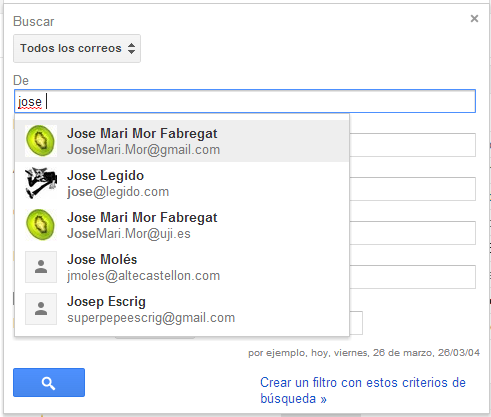 Buscar
Todos los correos
De
jose
Jose Mari Mor Fabregat
JoseMari.Mor@gmail.com
Jose Legido
jose@legido.com
Jose Mari Mor Fabregat
JoseMari.Mor@uji.es
Jose Molés
jmoles@altecastellon.com
Josep Escrig
superpepeescrig@gmail.com
por ejemplo, hoy, viernes, 26 de marzo, 26/03/04
Crear un filtro con estos criterios de
búsqueda »